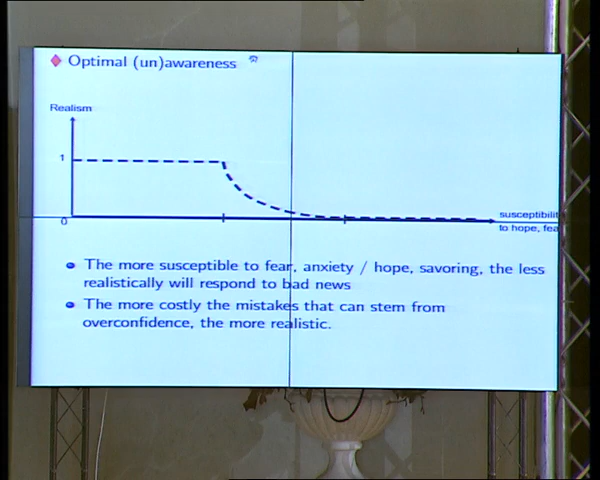 Optimal (un)awareness
Realism
1
0
susceptibilit
to hope, fea
The more susceptible to fear, anxiety / hope, savoring, the less
realistically will respond to bad news
The more costly the mistakes that can stem from
overconfidence, the more realistic.